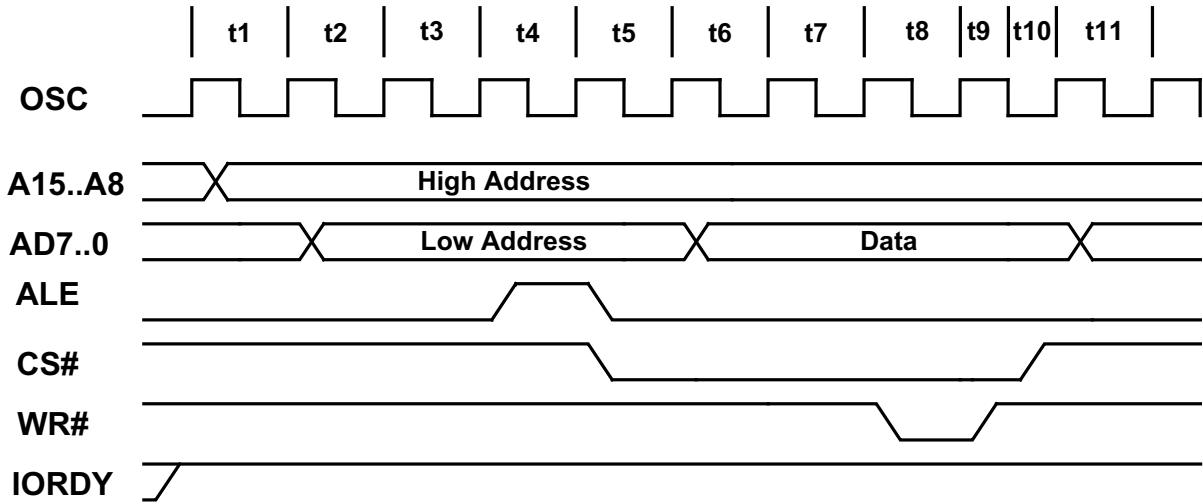 t1 t2 t3 t4 t5 t6 t7 t8 t9 t10 t11
OSC
A15..A8 High Address
AD7..0 Low Address Data
ALE
CS#
WR#
IORDY